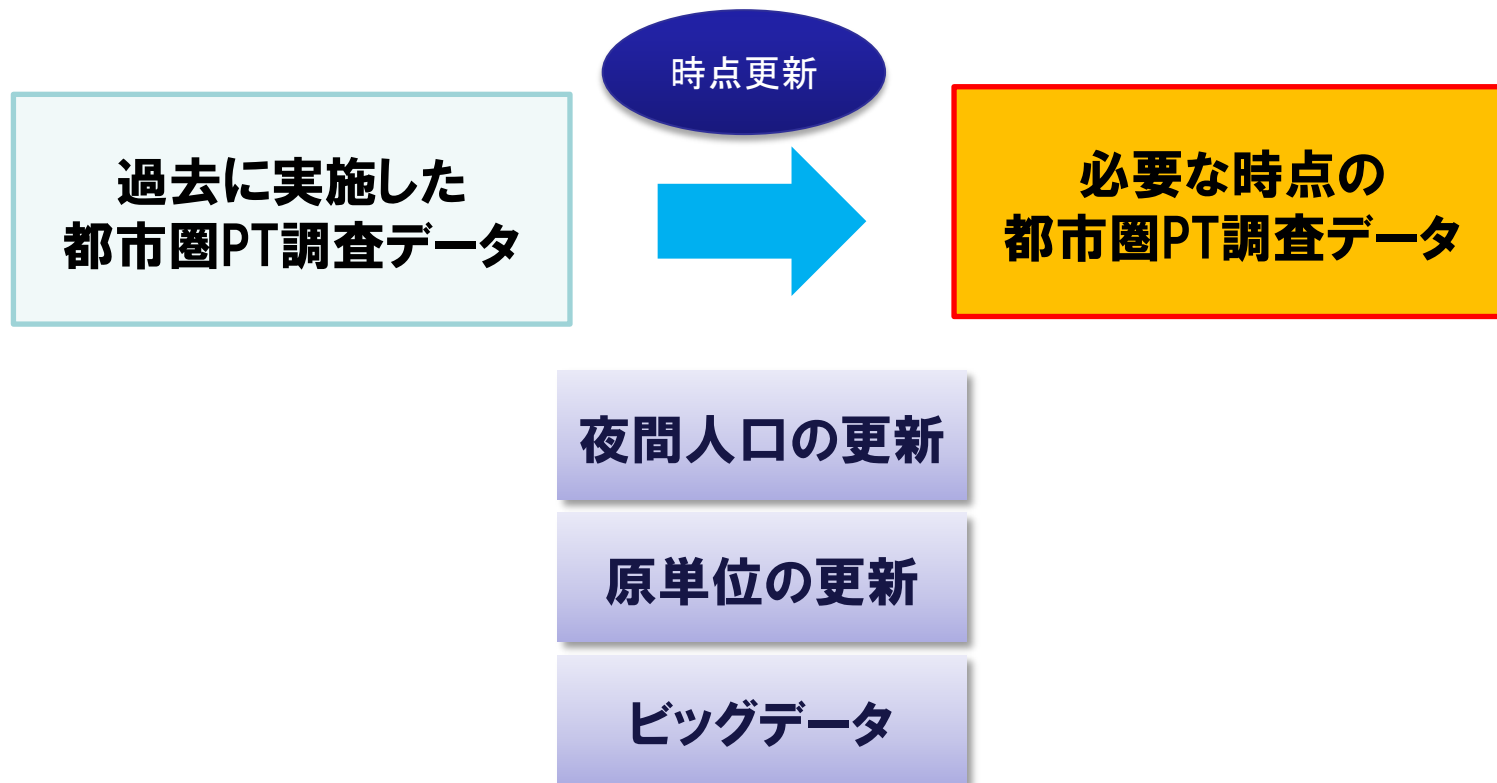 時点更新
過去に実施した
都市圏PT調査データ
必要な時点の
都市圏PT調査データ
夜間人口の更新
原単位の更新
ビッグデータ